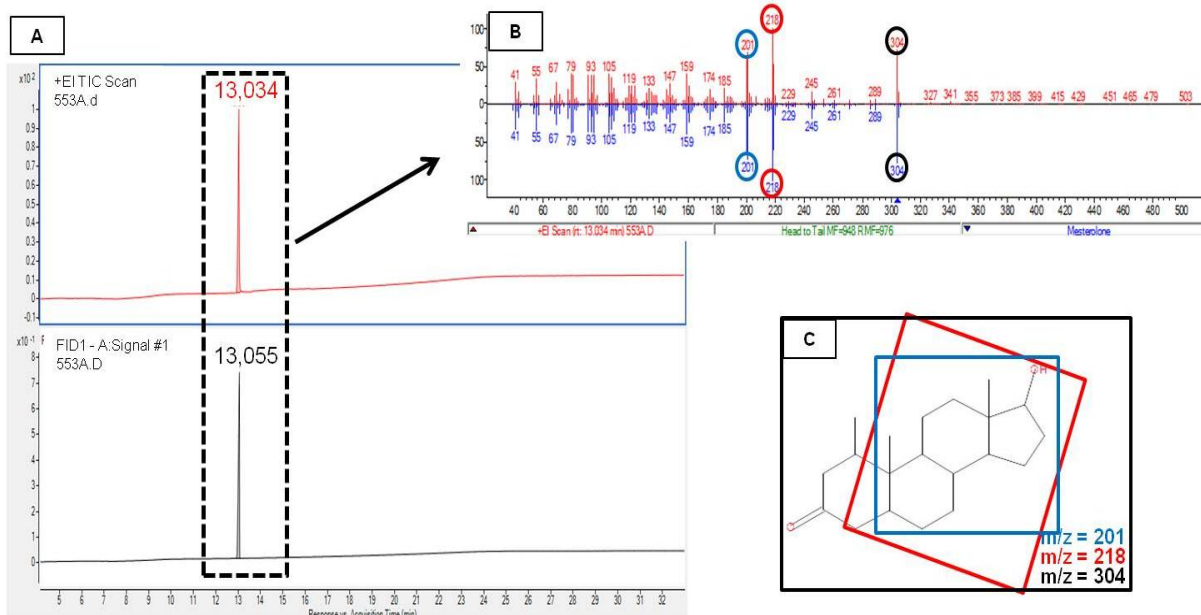 A
+EI TIC Scan
553A.d
x10 2
13,034
1
0.9
0.8
0.7
0.6
0.5
0.4
0.3
0.2
0.1
0
-0.1
x10 -1
FID1 - A:Signal #1
553A.D
13,055
8
7
6
5
4
3
2
1
0
5 6 7 8 9 10 11 12 13 14 15 16 17 18 19 20 21 22 23 24 25 26 27 28 29 30 31 32
Response vs. Acquisition Time (min)
B
100
50
0
50
100
41 55 67 79 93 105 119 133 147 159 174 185 201 218 229 245 261 289 304 327 341 355 373 385 399 415 429 451 465 479 503
41 55 67 79 93 105 119 133 147 159 174 185 201 218 229 245 261 289 304
40 60 80 100 120 140 160 180 200 220 240 260 280 300 320 340 360 380 400 420 440 460 480 500
+EI Scan (rt: 13.034 min) 553A.D Head to Tail MF=948 RMF=976 Mesterolone
C
O
H
O
m/z = 201
m/z = 218
m/z = 304